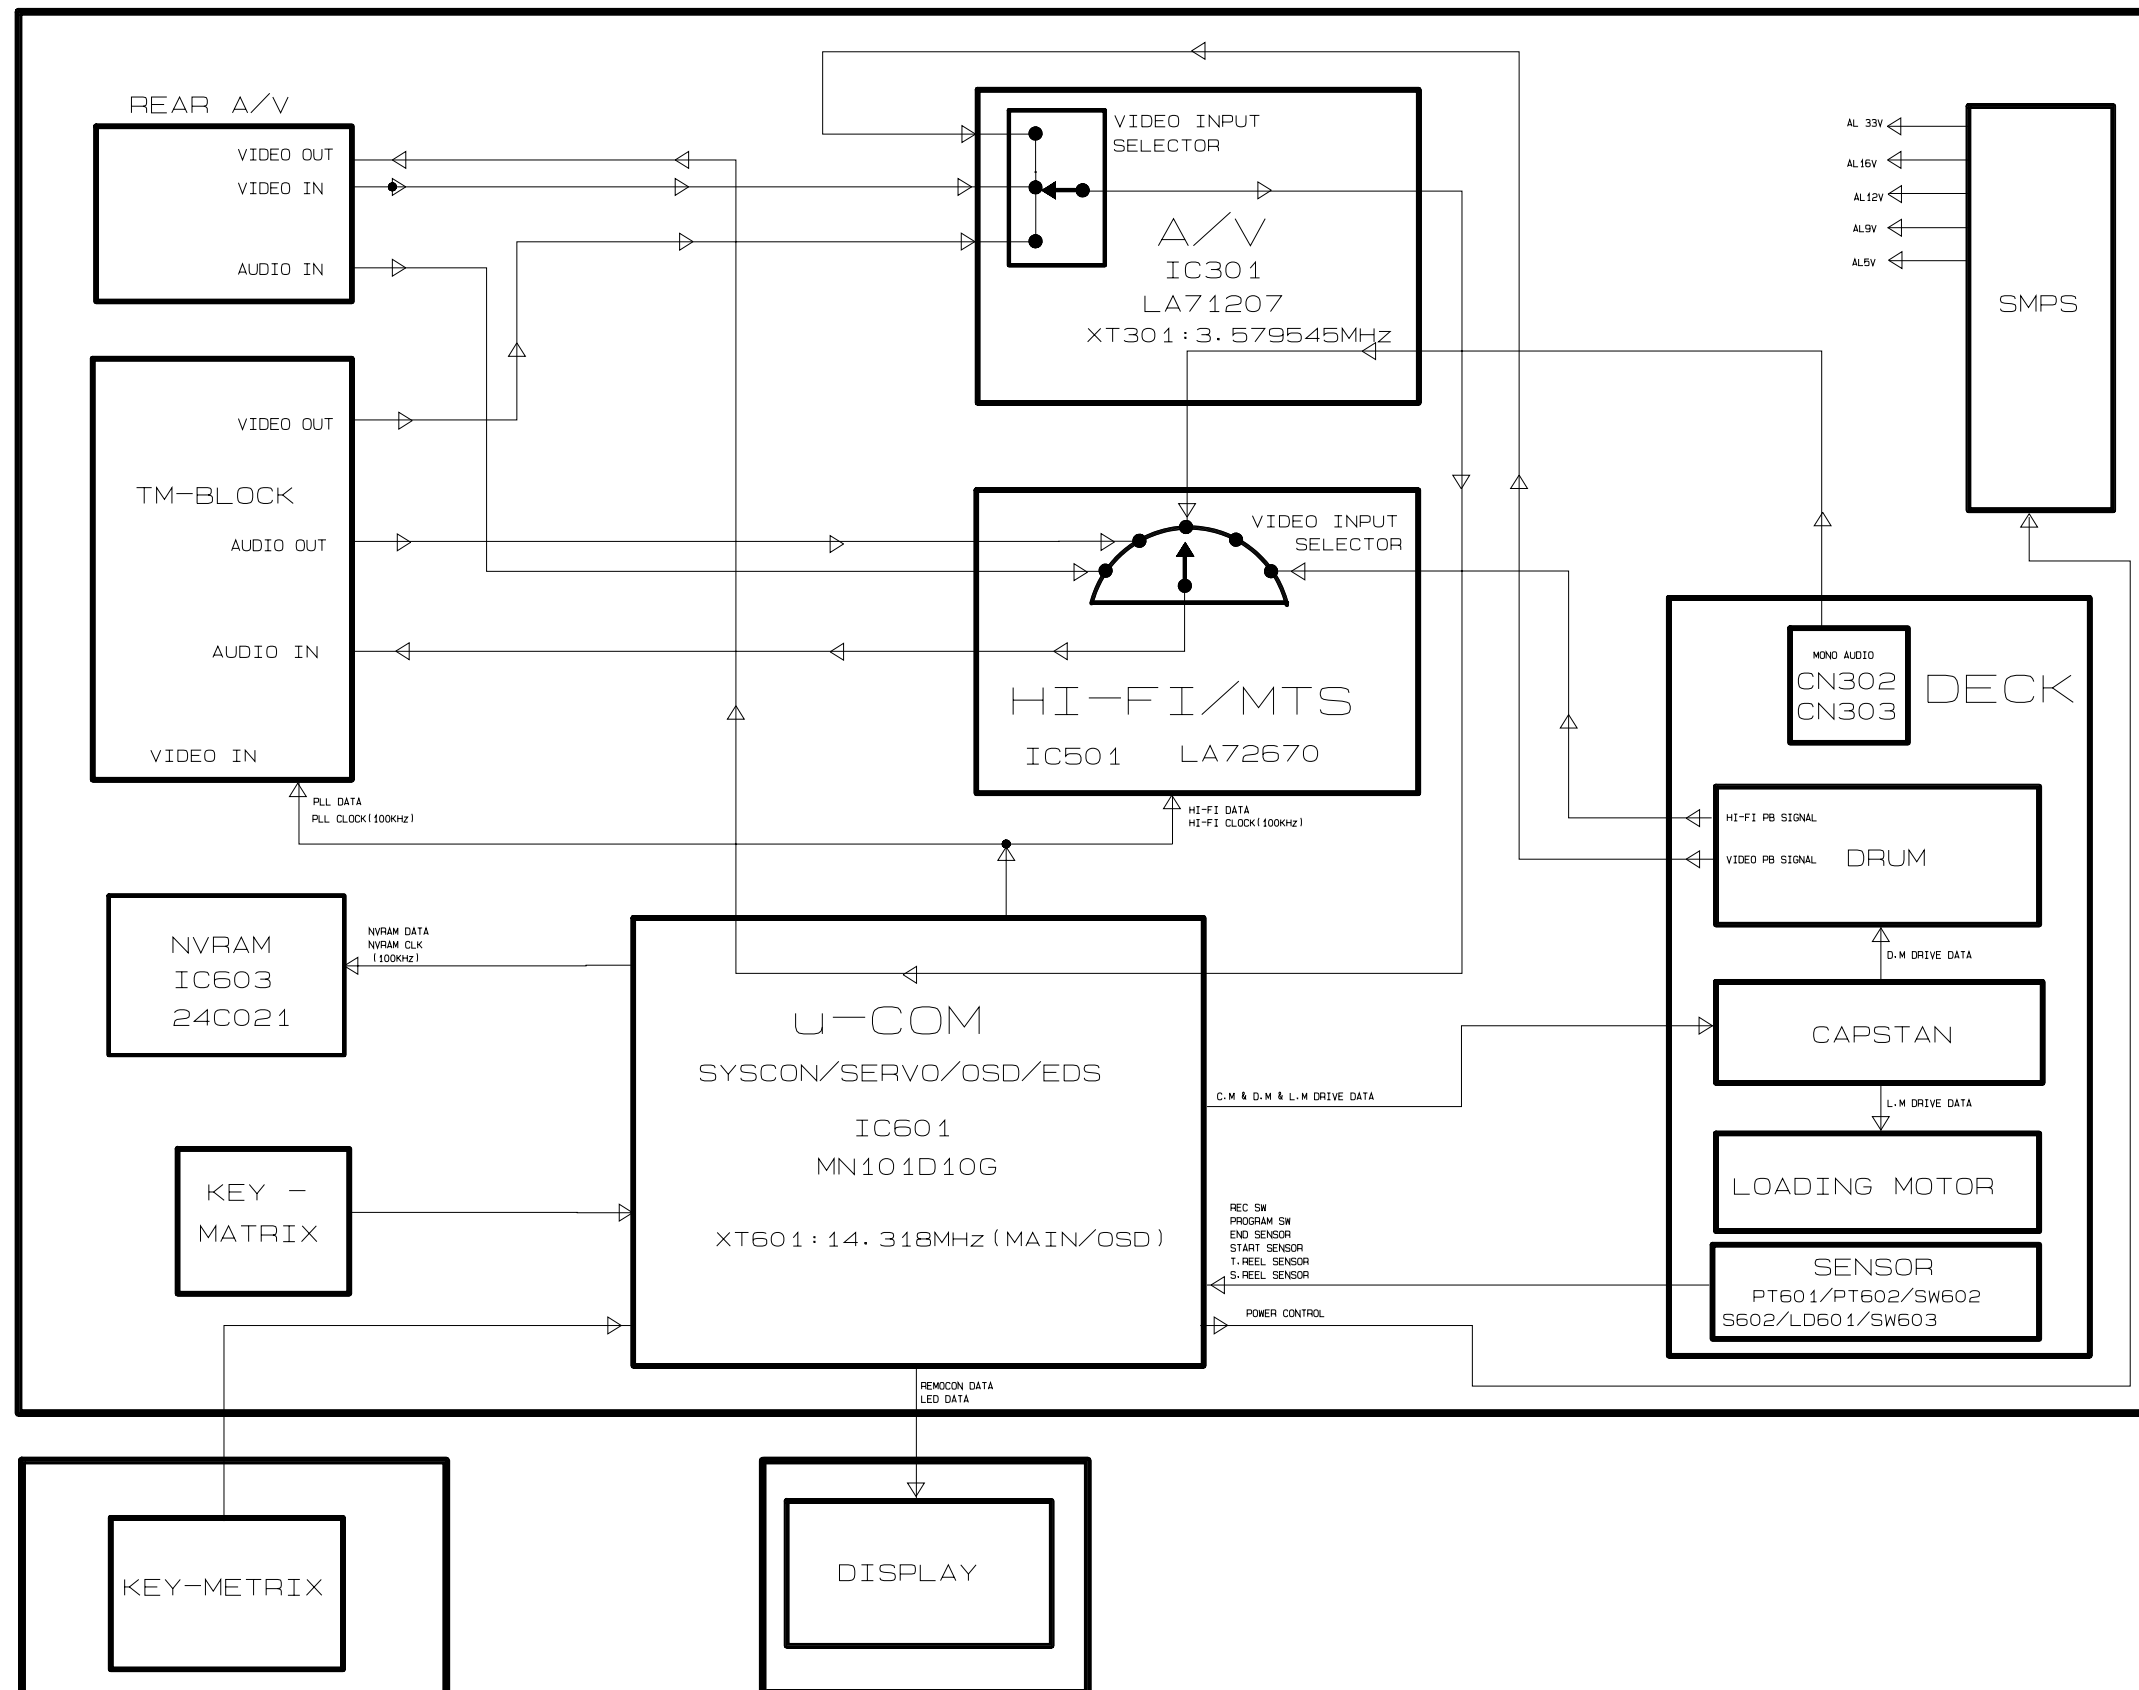 REAR A/V
VIDEO OUT
VIDEO IN
AUDIO IN
VIDEO INPUT
SELECTOR
A/V
IC301
LA71207
XT301:3.579545MHz
AL 33V
AL16V
AL12V
AL9V
AL5V
SMPS
VIDEO OUT
TM-BLOCK
AUDIO OUT
AUDIO IN
VIDEO IN
VIDEO INPUT
SELECTOR
HI-FI/MTS
IC501 LA72670
MONO AUDIO
CN302
CN303
DECK
PLL DATA
PLL CLOCK(100KHz)
HI-FI DATA
HI-FI CLOCK(100KHz)
HI-FI PB SIGNAL
VIDEO PB SIGNAL
DRUM
D.M DRIVE DATA
CAPSTAN
L.M DRIVE DATA
LOADING MOTOR
SENSOR
PT601/PT602/SW602
S602/LD601/SW603
NVRAM
IC603
24C021
NVRAM DATA
NVRAM CLK
(100KHz)
u-COM
SYSCON/SERVO/OSD/EDS
IC601
MN101D10G
XT601:14.318MHz(MAIN/OSD)
C.M & D.M & L.M DRIVE DATA
KEY -
MATRIX
REC SW
PROGRAM SW
END SENSOR
START SENSOR
T.REEL SENSOR
S.REEL SENSOR
POWER CONTROL
REMOCON DATA
LED DATA
KEY-METRIX
DISPLAY